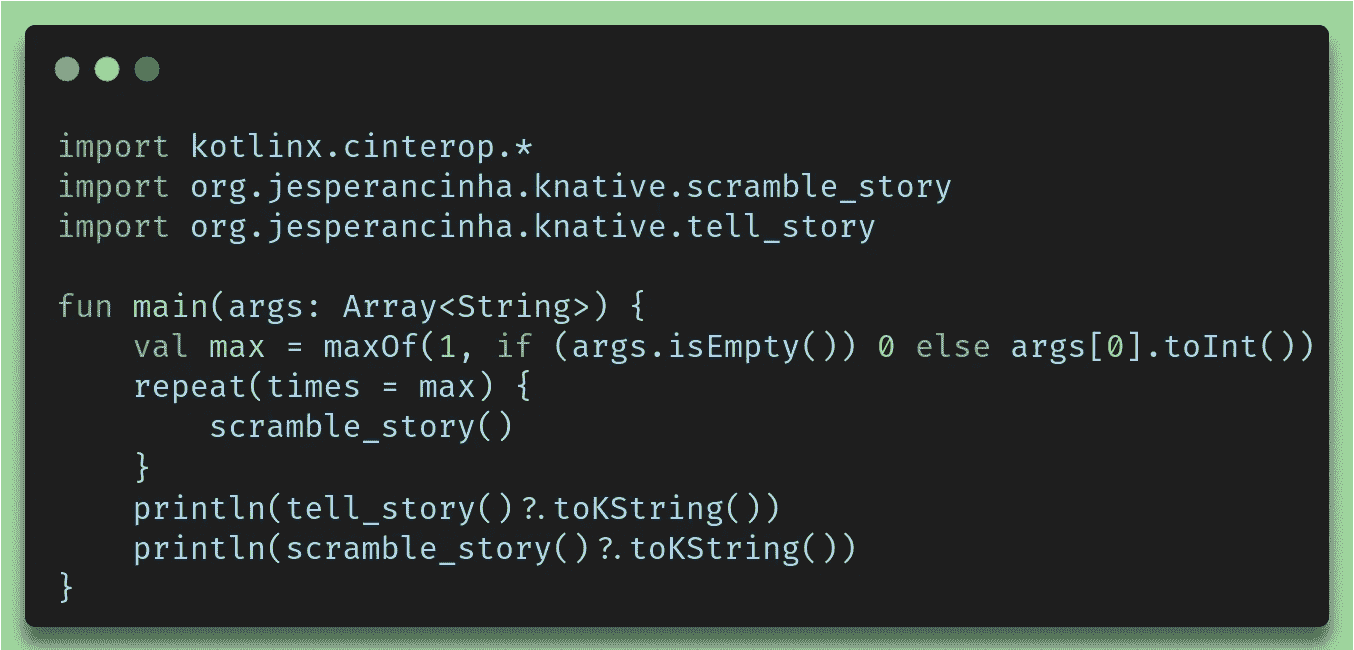 import kotlinx.cinterop.*
import org.jesperancinha.knative.scramble_story
import org.jesperancinha.knative.tell_story
fun main(args: Array<String>) {
    val max = maxOf(1, if (args.isEmpty()) 0 else args[0].toInt())
    repeat(times = max) {
        scramble_story()
    }
    println(tell_story()?.toKString())
    println(scramble_story()?.toKString())
}